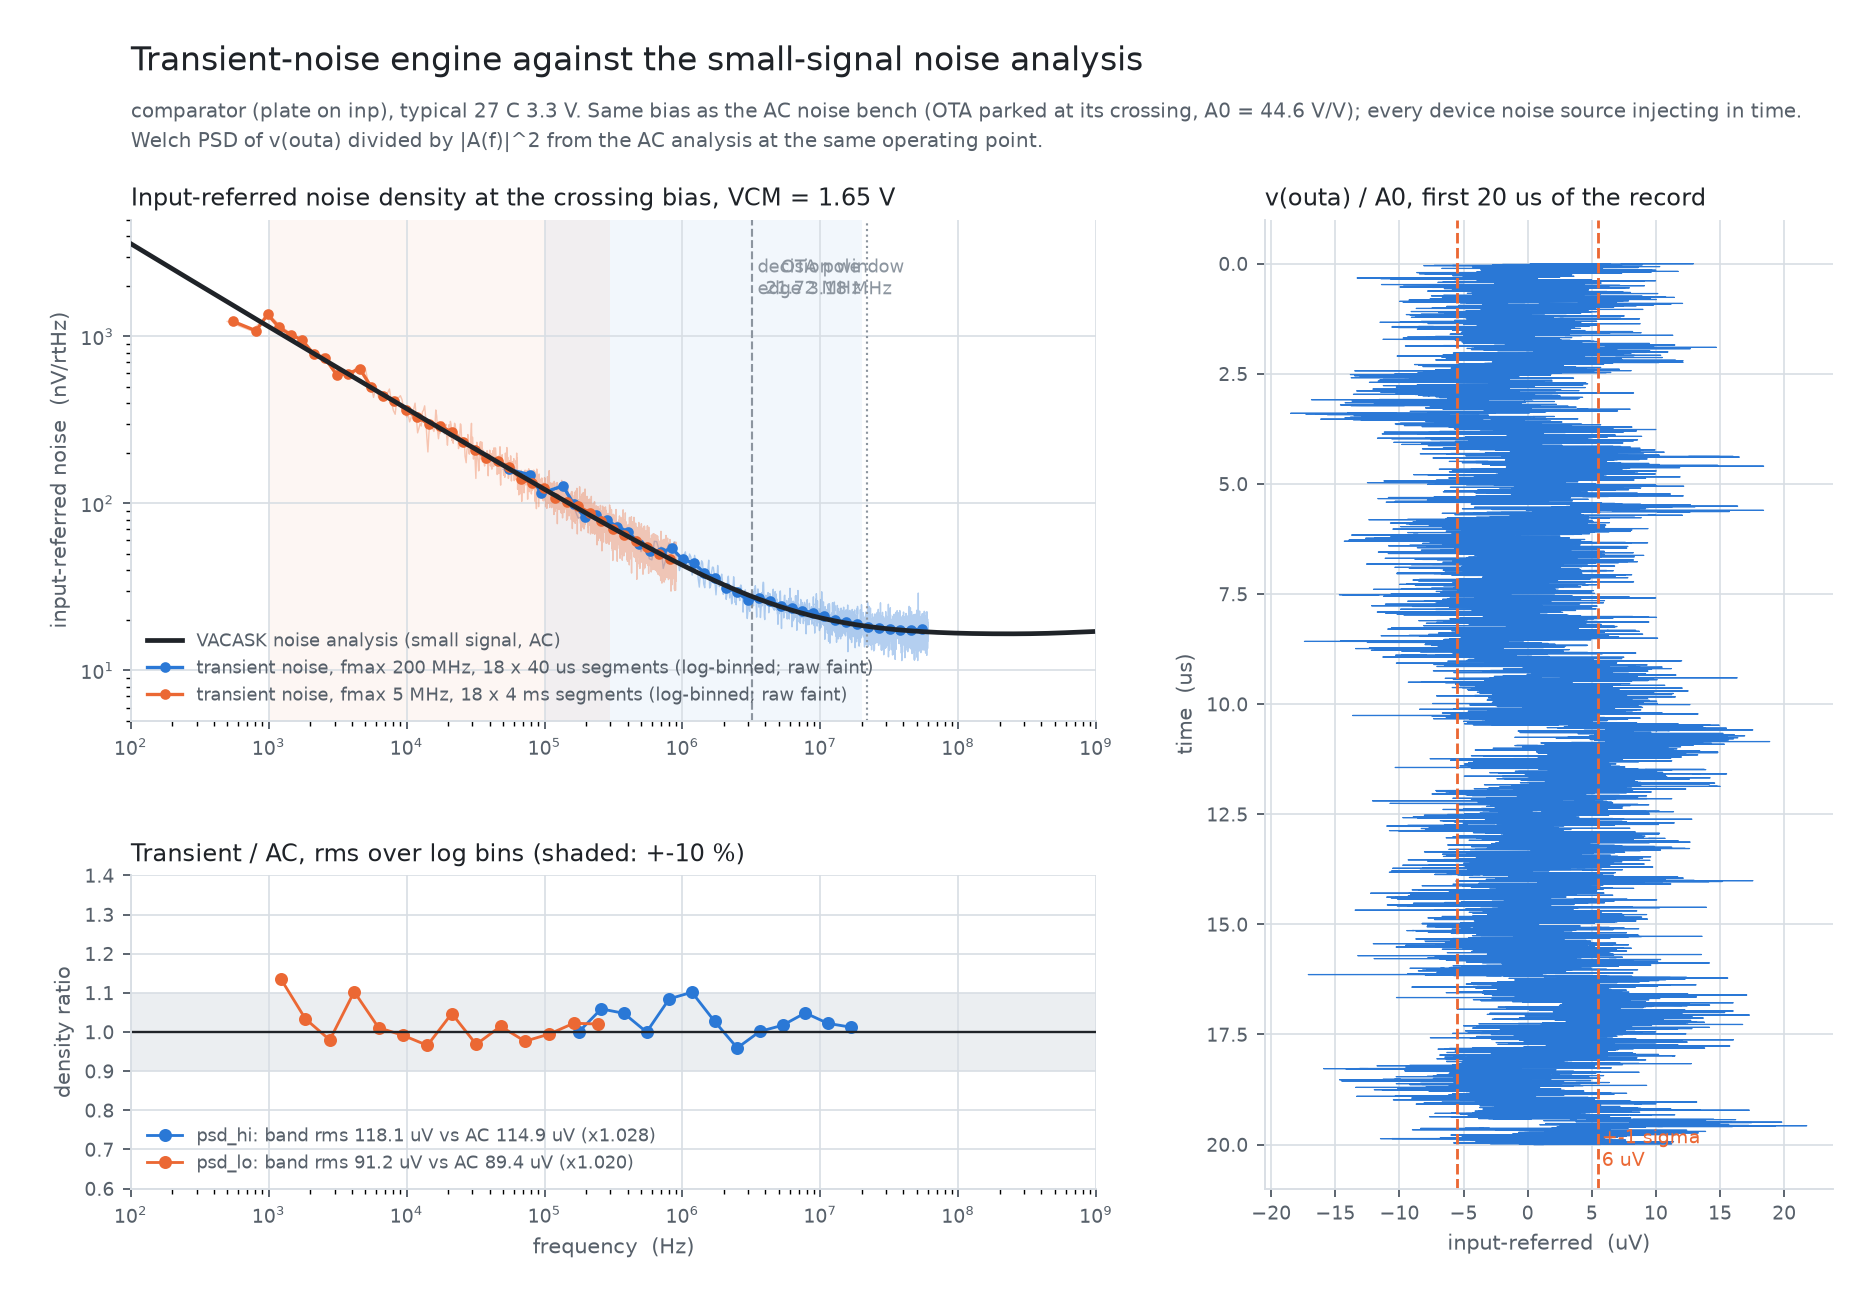 Transient-noise engine against the small-signal noise analysis
comparator (plate on inp), typical 27 C 3.3 V. Same bias as the AC noise bench (OTA parked at its crossing, A0 = 44.6 V/V); every device noise source injecting in time.
Welch PSD of v(outa) divided by |A(f)|^2 from the AC analysis at the same operating point.
Input-referred noise density at the crossing bias, VCM = 1.65 V
input-referred noise (nV/rtHz)
10³
10²
10¹
decision window
edge
OTA pole
VACASK noise analysis (small signal, AC)
transient noise, fmax 200 MHz, 18 x 40 us segments (log-binned; raw faint)
transient noise, fmax 5 MHz, 18 x 4 ms segments (log-binned; raw faint)
10² 10³ 10⁴ 10⁵ 10⁶ 10⁷ 10⁸ 10⁹
Transient / AC, rms over log bins (shaded: +-10 %)
density ratio
1.4
1.3
1.2
1.1
1.0
0.9
0.8
0.7
0.6
psd_hi: band rms 118.1 uV vs AC 114.9 uV (x1.028)
psd_lo: band rms 91.2 uV vs AC 89.4 uV (x1.020)
10² 10³ 10⁴ 10⁵ 10⁶ 10⁷ 10⁸ 10⁹
frequency (Hz)
v(outa) / A0, first 20 us of the record
time (us)
0.0
2.5
5.0
7.5
10.0
12.5
15.0
17.5
20.0
+-1 sigma
6 uV
−20 −15 −10 −5 0 5 10 15 20
input-referred (uV)